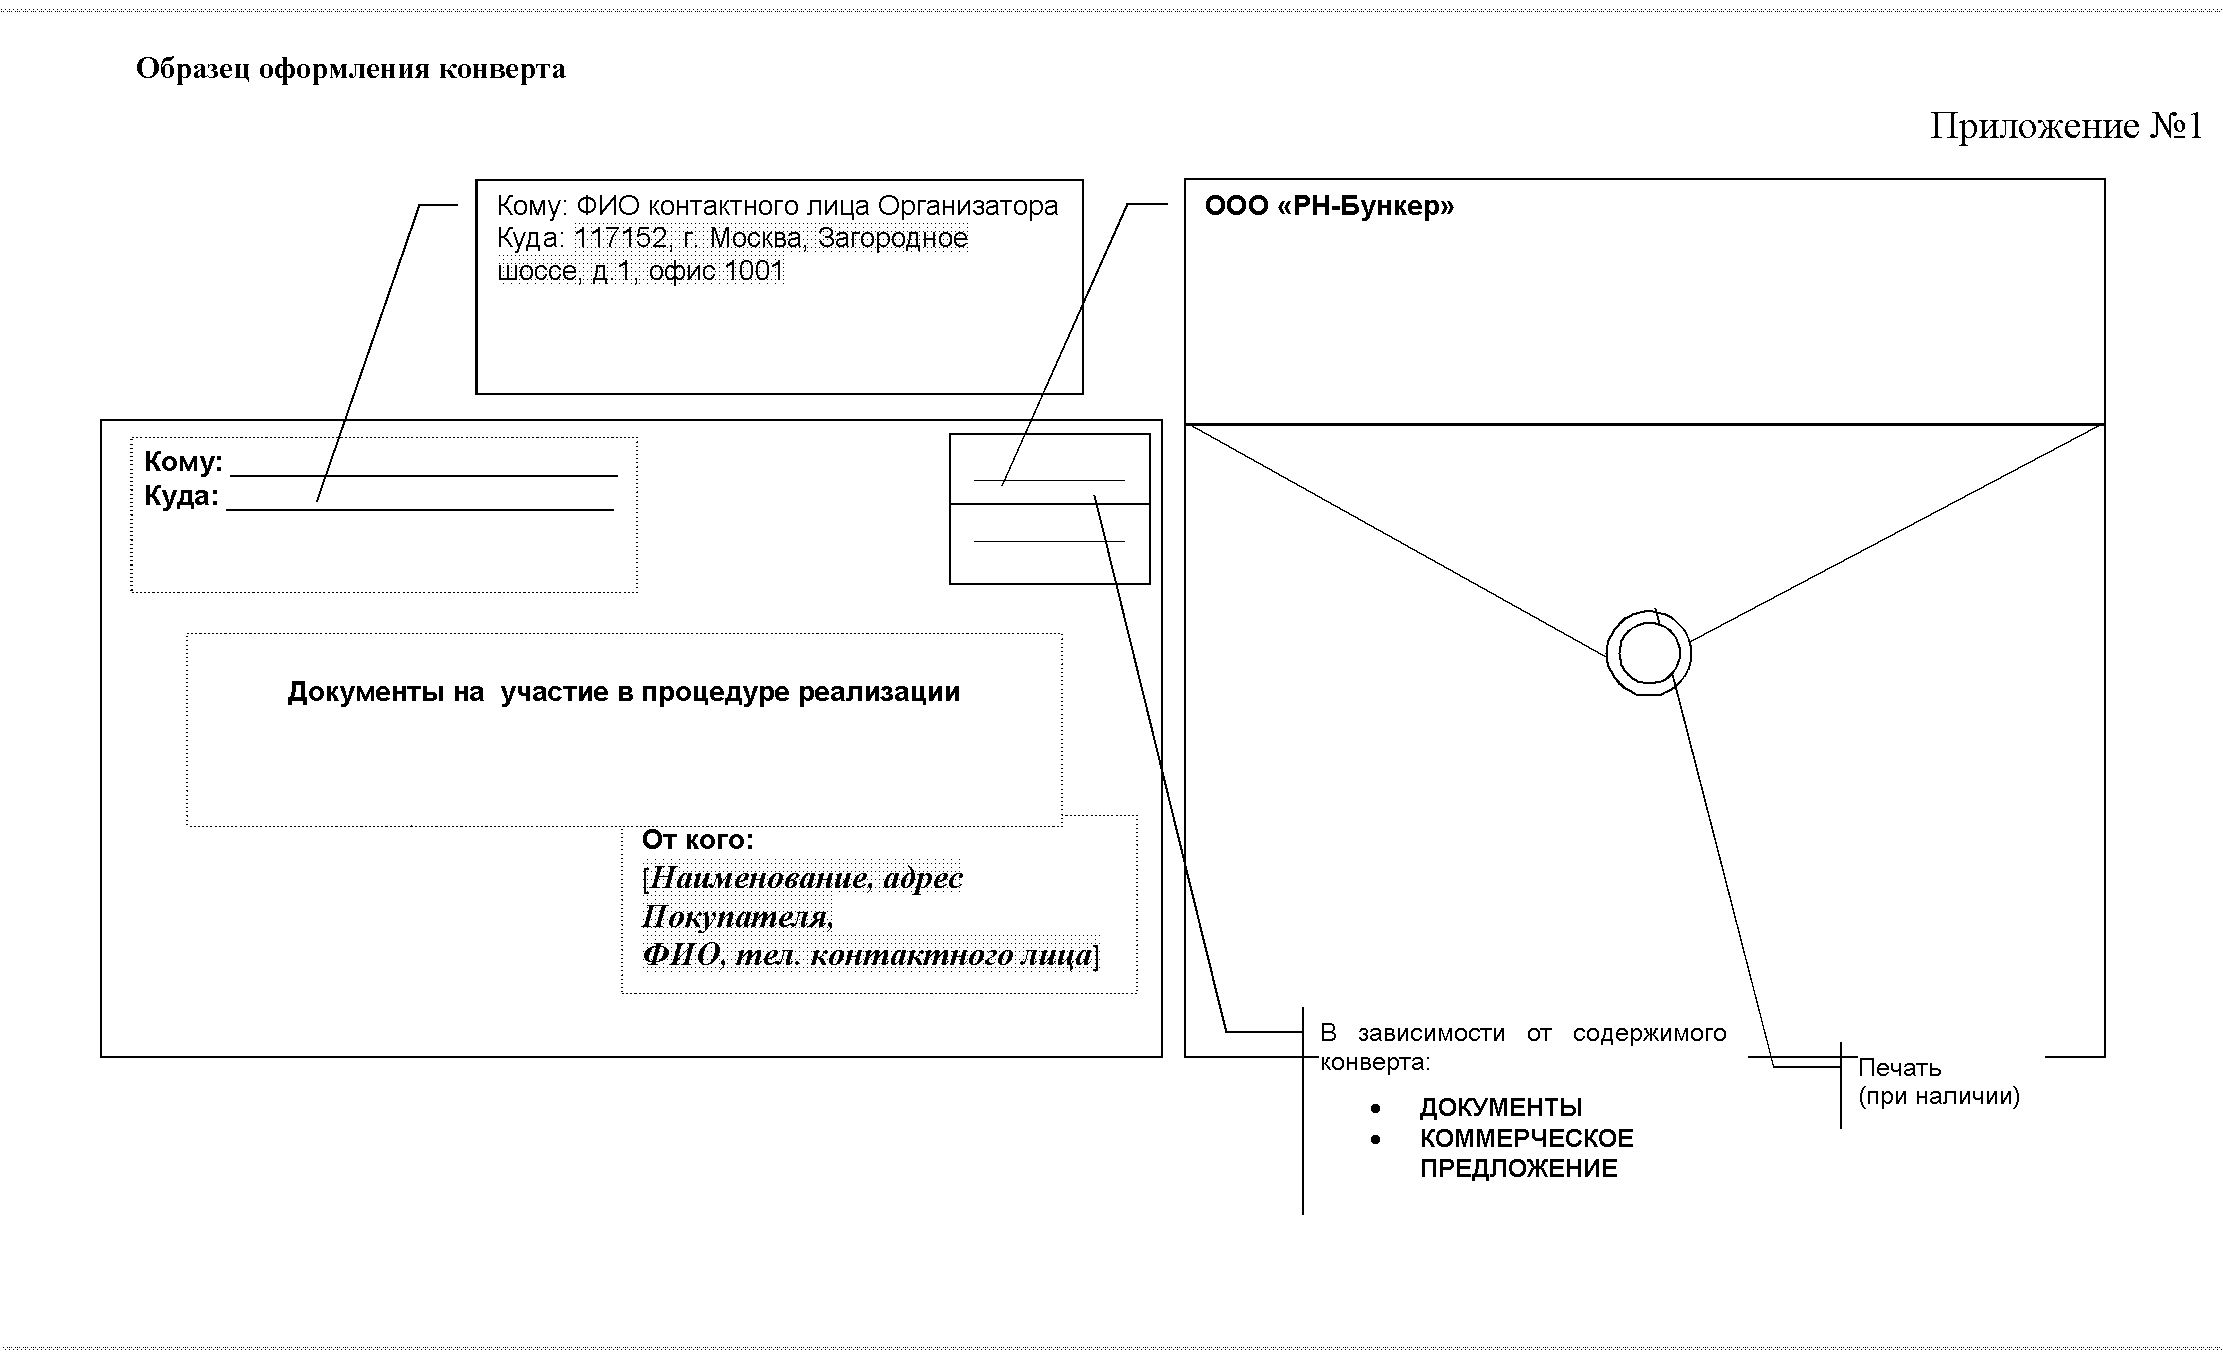 Образец оформления конверта
Приложение №1
Кому: ФИО контактного лица Организатора
Куда: 117152, г. Москва, Загородное
шоссе, д.1, офис 1001
ООО «РН-Бункер»
Кому: ____________________
Куда: ____________________
Документы на участие в процедуре реализации
От кого:
[Наименование, адрес
Покупателя,
ФИО, тел. контактного лица]
В зависимости от содержимого
конверта:
• ДОКУМЕНТЫ
• КОММЕРЧЕСКОЕ
ПРЕДЛОЖЕНИЕ
Печать
(при наличии)